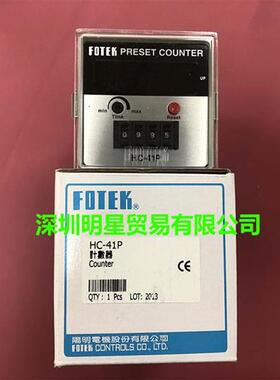 FOTEK PRESET COUNTER
UP
min max
Time Reset
0995
HC-41P
FOTEK
深圳明星贸易有限公司
HC-41P
計數器
Counter
CE
QTY : 1 Pcs LOT: 2013
陽明電機股份有限公司
FOTEK CONTROLS CO., LTD.